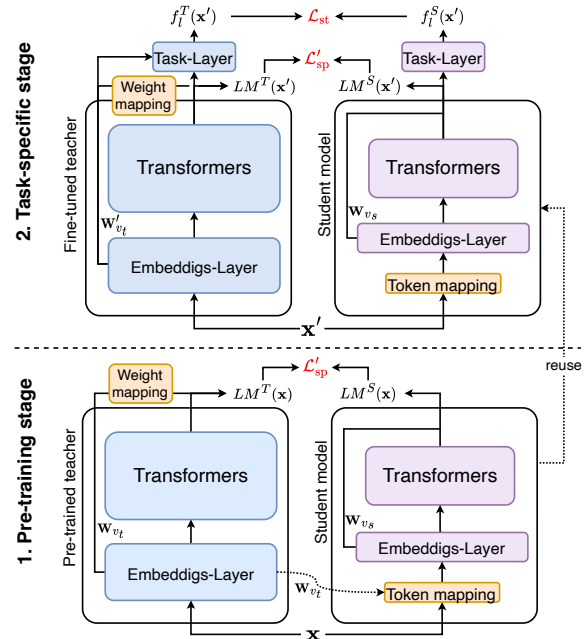 2. Task-specific stage
f_l^T(x′)
ℒ_st
f_l^S(x′)
Task-Layer
Task-Layer
Weight
mapping
LM^T(x′)
ℒ′_sp
LM^S(x′)
Fine-tuned teacher
Transformers
W′_{v_t}
Embeddigs-Layer
Student model
Transformers
W_{v_s}
Embeddigs-Layer
Token mapping
x′
reuse
1. Pre-training stage
Weight
mapping
LM^T(x)
ℒ′_sp
LM^S(x)
Pre-trained teacher
Transformers
W_{v_t}
Embeddigs-Layer
W_{v_t}
Student model
Transformers
W_{v_s}
Embeddigs-Layer
Token mapping
x